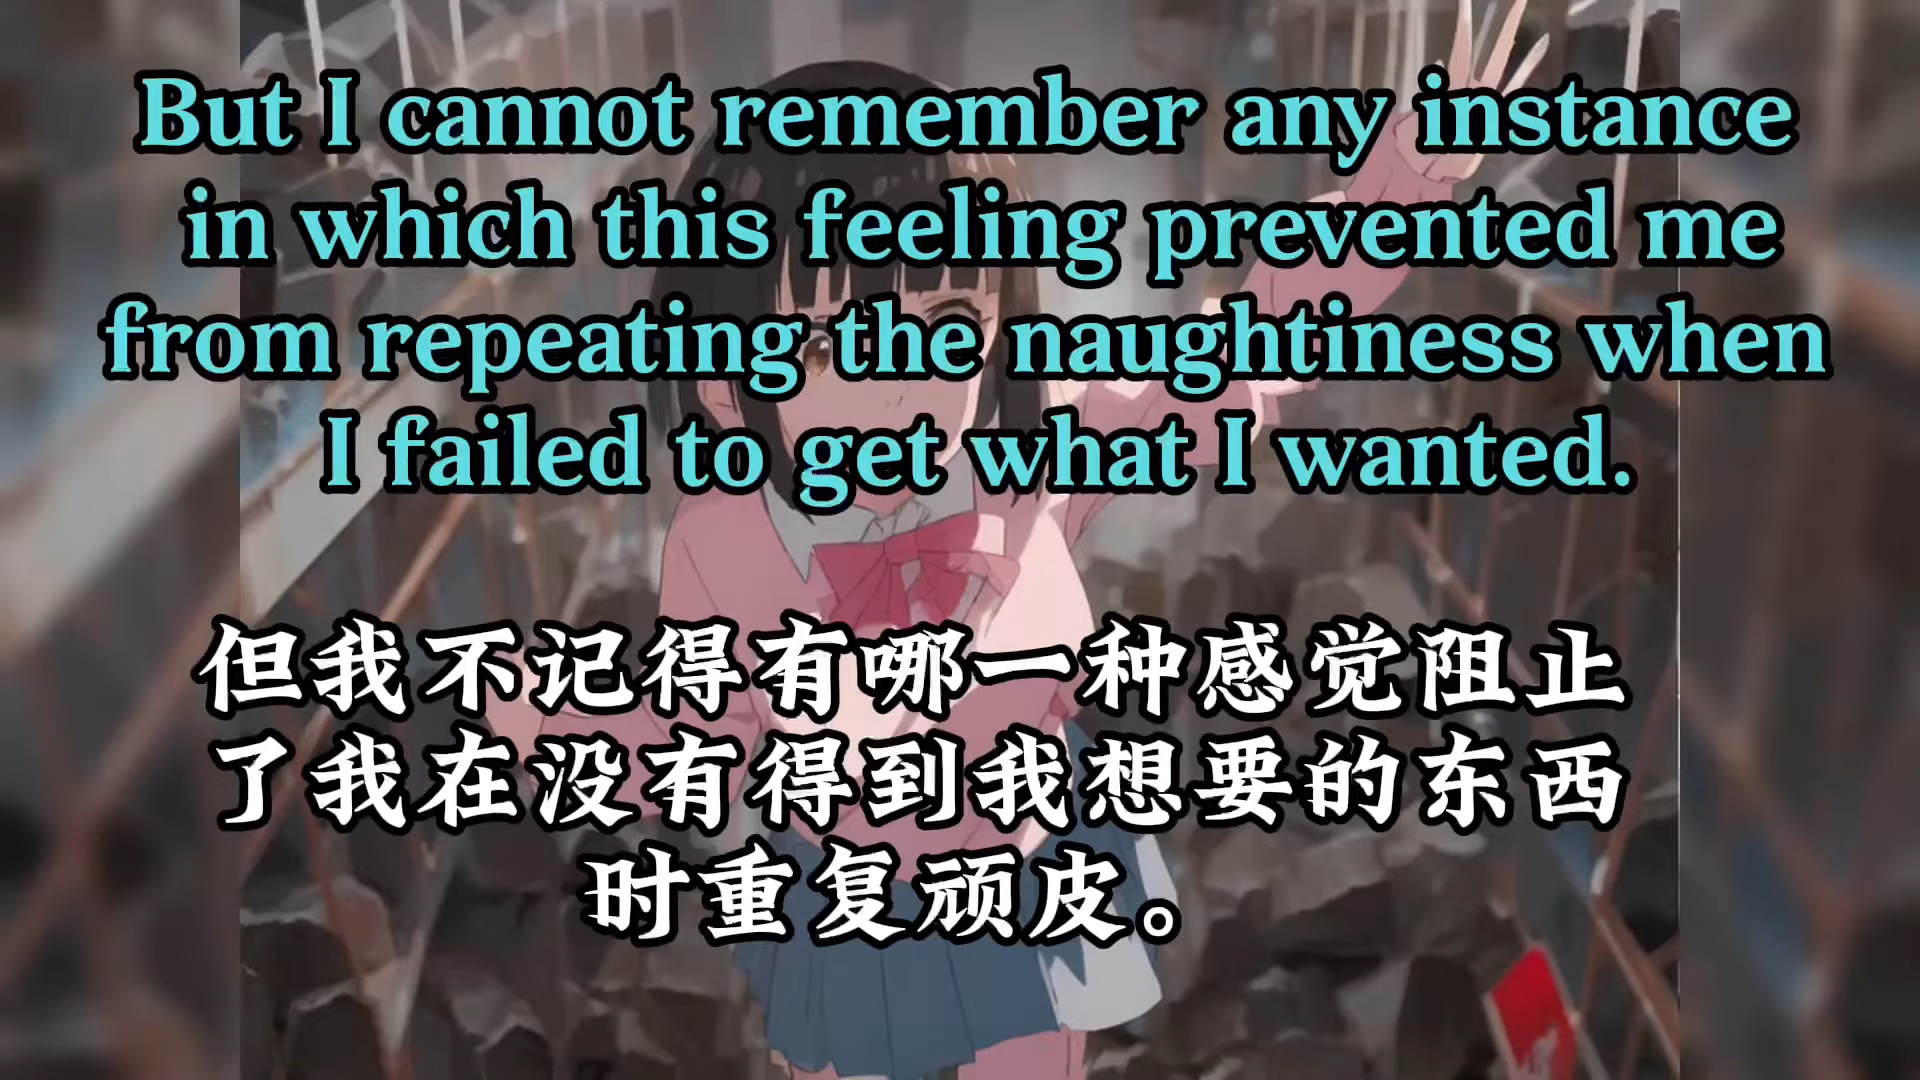 But I cannot remember any instance
in which this feeling prevented me
from repeating the naughtiness when
I failed to get what I wanted.
但我不记得有哪一种感觉阻止
了我在没有得到我想要的东西
时重复顽皮。